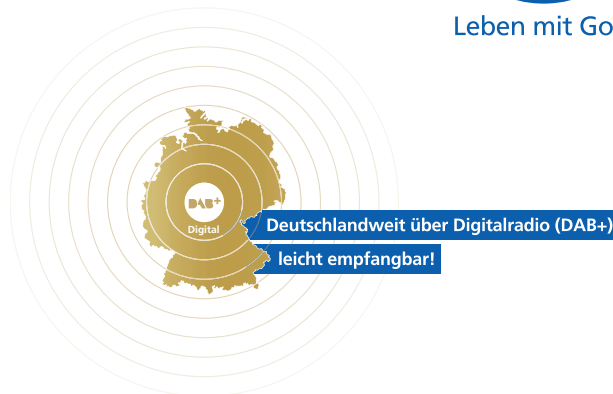 Leben mit Go
DAB+
Digital
Deutschlandweit über Digitalradio (DAB+)
leicht empfangbar!